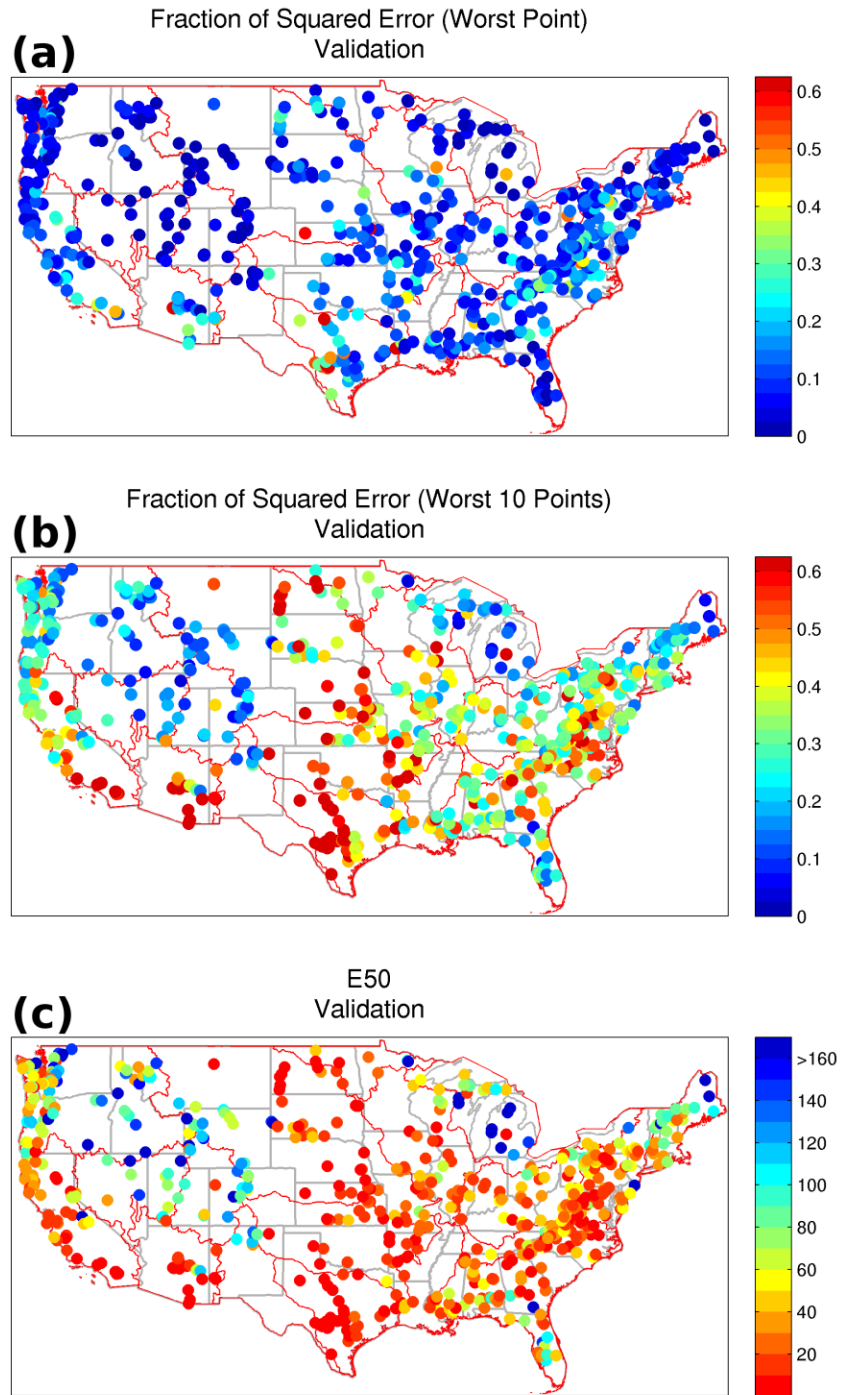 Fraction of Squared Error (Worst Point)
Validation
(a)
0.6
0.5
0.4
0.3
0.2
0.1
0
Fraction of Squared Error (Worst 10 Points)
Validation
(b)
0.6
0.5
0.4
0.3
0.2
0.1
0
E50
Validation
(c)
>160
140
120
100
80
60
40
20